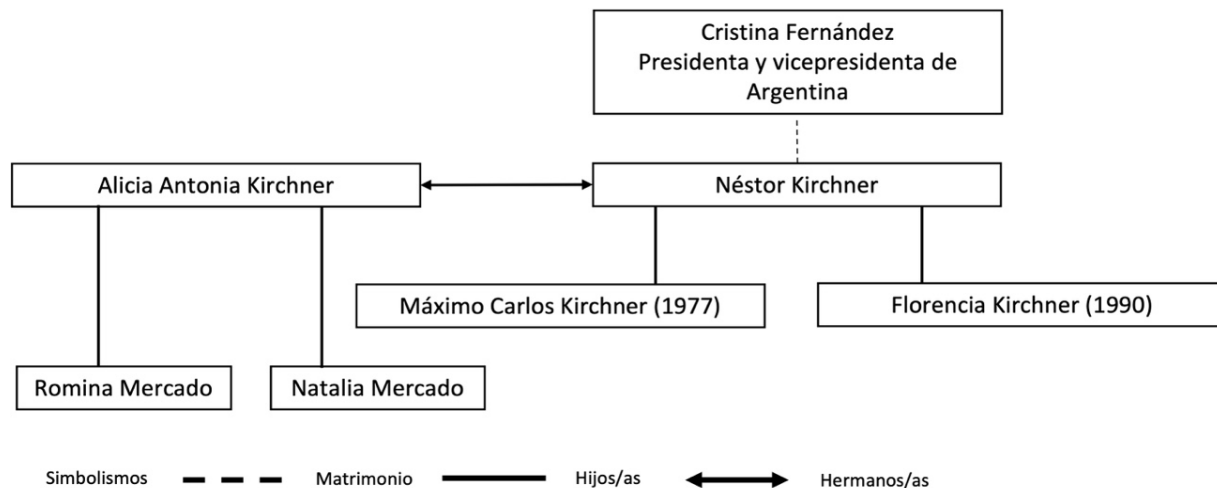 Cristina Fernández
Presidenta y vicepresidenta de
Argentina
Alicia Antonia Kirchner
Néstor Kirchner
Máximo Carlos Kirchner (1977)
Florencia Kirchner (1990)
Romina Mercado
Natalia Mercado
Simbolismos Matrimonio Hijos/as Hermanos/as